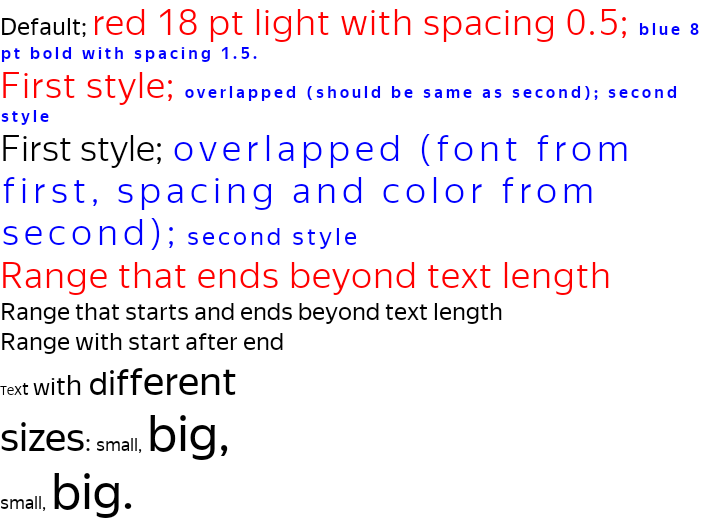 Default; red 18 pt light with spacing 0.5; blue 8
pt bold with spacing 1.5.
First style; overlapped (should be same as second); second
style
First style; overlapped (font from
first, spacing and color from
second); second style
Range that ends beyond text length
Range that starts and ends beyond text length
Range with start after end
Text with different
sizes: small, big,
small, big.